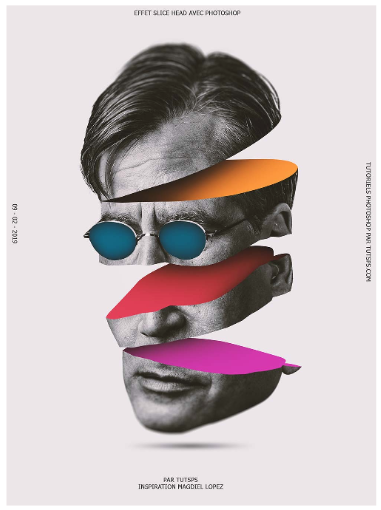 EFFET SLICE HEAD AVEC PHOTOSHOP
09 - 02 - 2019
TUTORIELS PHOTOSHOP PAR TUTSPS.COM
PAR TUTSPS
INSPIRATION MAGDIEL LOPEZ